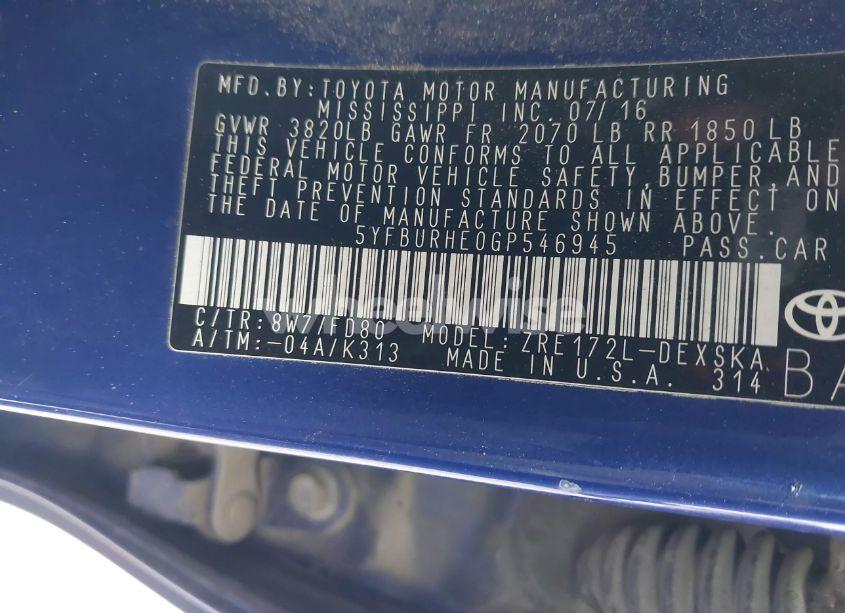 MFD. BY: TOYOTA MOTOR MANUFACTURING
MISSISSIPPI INC. 07/16
GVWR 3820LB GAWR FR 2070 LB RR 1850 LB
THIS VEHICLE CONFORMS TO ALL APPLICABLE
FEDERAL MOTOR VEHICLE SAFETY, BUMPER, AND
THEFT PREVENTION STANDARDS IN EFFECT ON
THE DATE OF MANUFACTURE SHOWN ABOVE.
5YFBURHE0GP546945 PASS. CAR
wheelwise
C/TR: 8W7/FD80 MODEL: ZRE172L-DEXSKA
A/TM: -04A/K313 MADE IN U.S.A. 314